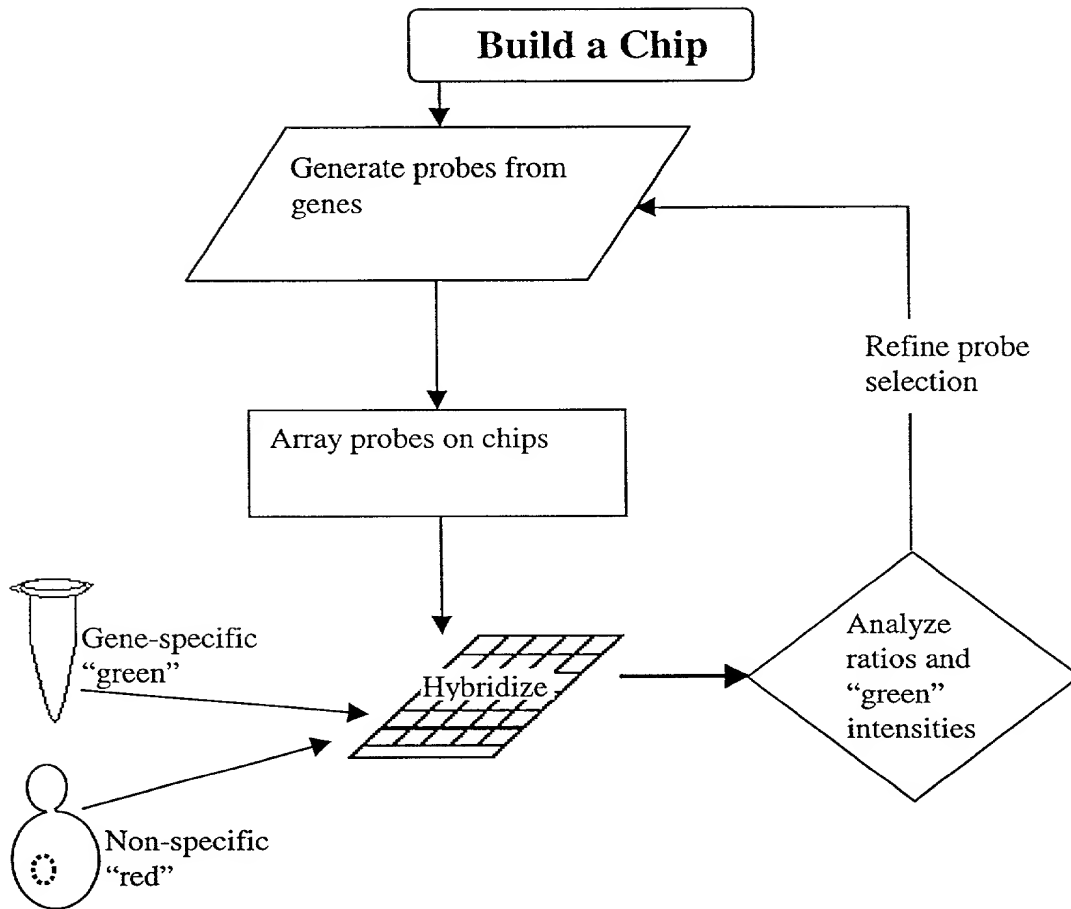 Build a Chip
Generate probes from
genes
Refine probe
selection
Array probes on chips
Gene-specific
“green”
Hybridize
Analyze
ratios and
“green”
intensities
Non-specific
“red”